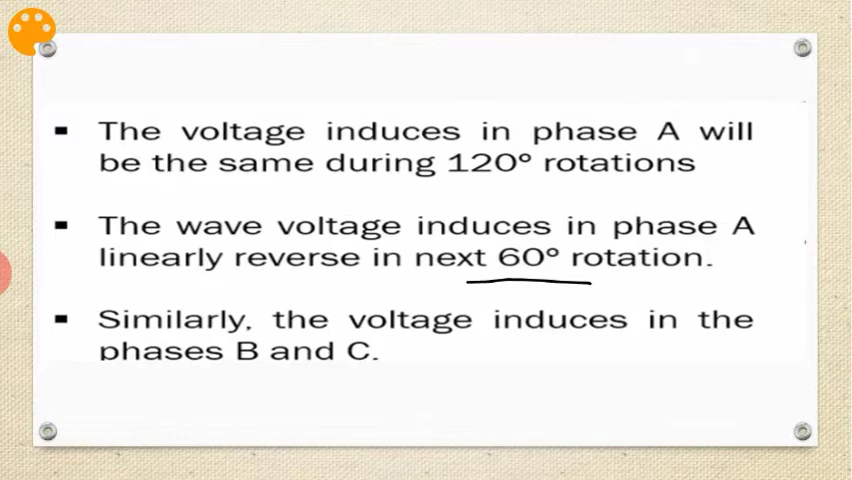 ▪ The voltage induces in phase A will
be the same during 120° rotations
▪ The wave voltage induces in phase A
linearly reverse in next 60° rotation.
▪ Similarly, the voltage induces in the
phases B and C.